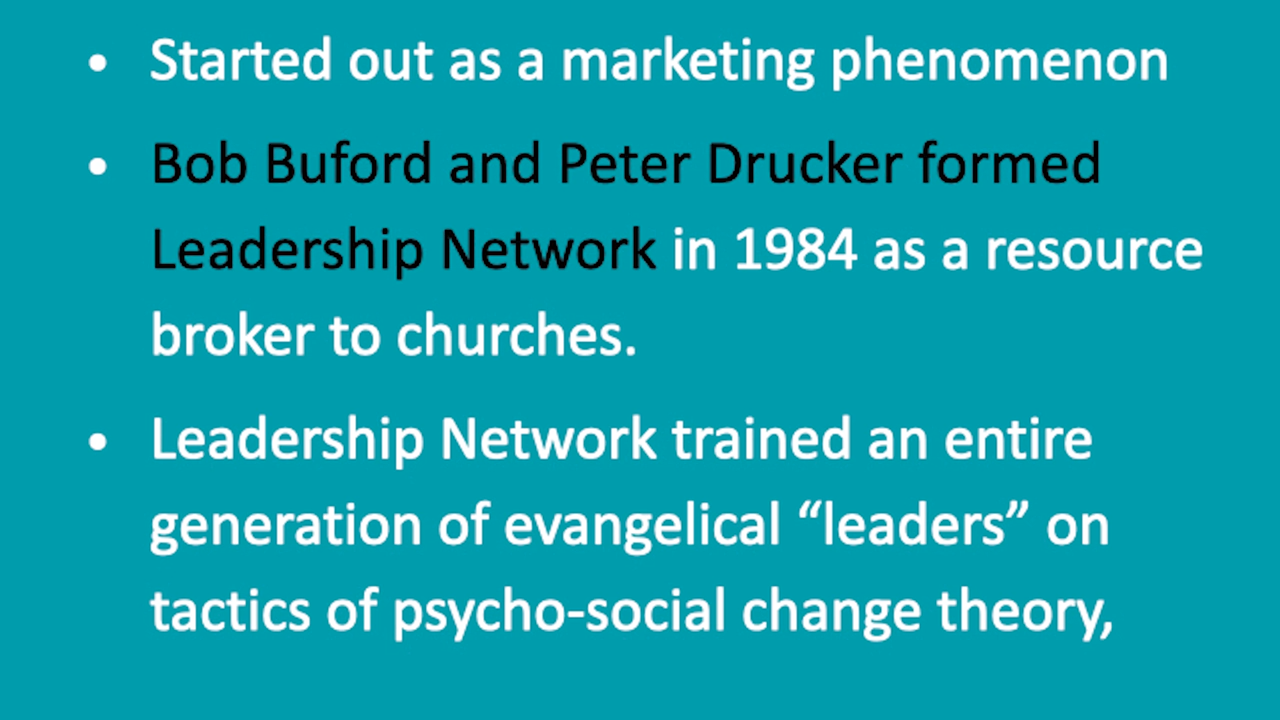 • Started out as a marketing phenomenon
• Bob Buford and Peter Drucker formed
Leadership Network in 1984 as a resource
broker to churches.
• Leadership Network trained an entire
generation of evangelical “leaders” on
tactics of psycho-social change theory,